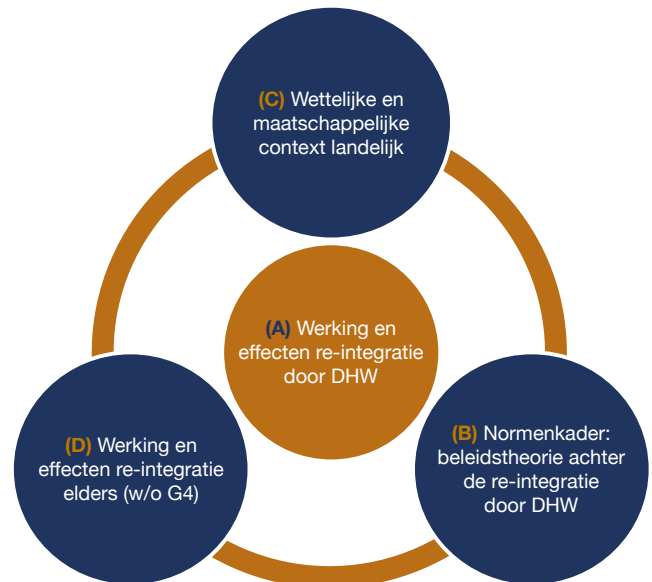 (C) Wettelijke en
maatschappelijke
context landelijk
(A) Werking en
effecten re-integratie
door DHW
(D) Werking en
effecten re-integratie
elders (w/o G4)
(B) Normenkader:
beleidstheorie achter
de re-integratie
door DHW